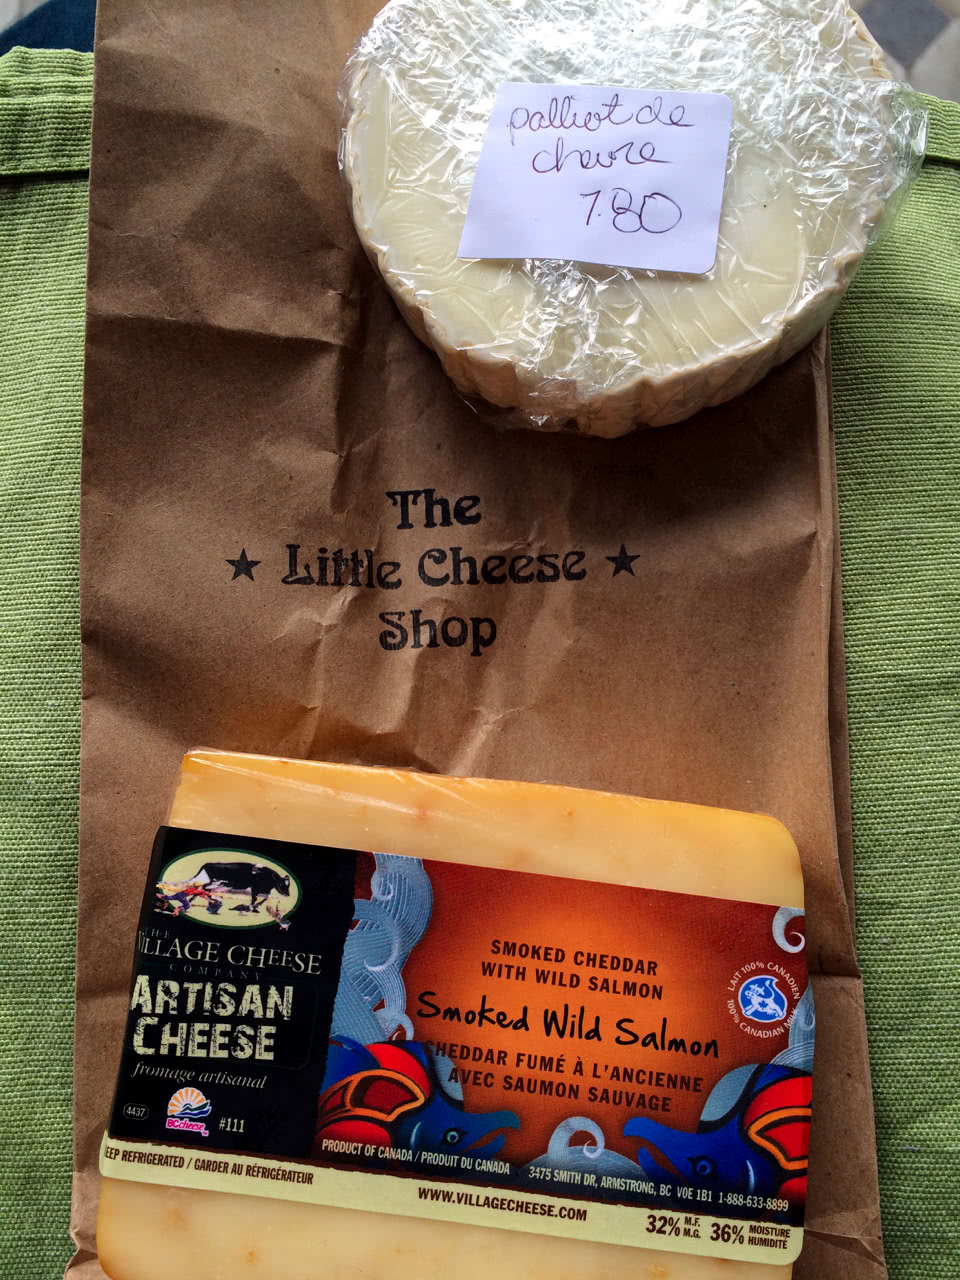 palliot de
chevre
7.80
The
Little Cheese
Shop
THE
VILLAGE CHEESE
COMPANY
ARTISAN
CHEESE
fromage artisanal
4437
BCcheese
#111
SMOKED CHEDDAR
WITH WILD SALMON
Smoked Wild Salmon
CHEDDAR FUMÉ À L'ANCIENNE
AVEC SAUMON SAUVAGE
LAIT 100% CANADIEN
100% CANADIAN MILK
PRODUCT OF CANADA / PRODUIT DU CANADA
3475 SMITH DR, ARMSTRONG, BC V0E 1B1 1-888-633-8899
EEP REFRIGERATED / GARDER AU RÉFRIGÉRATEUR
WWW.VILLAGECHEESE.COM
32% M.F. M.G. 36% MOISTURE HUMIDITÉ